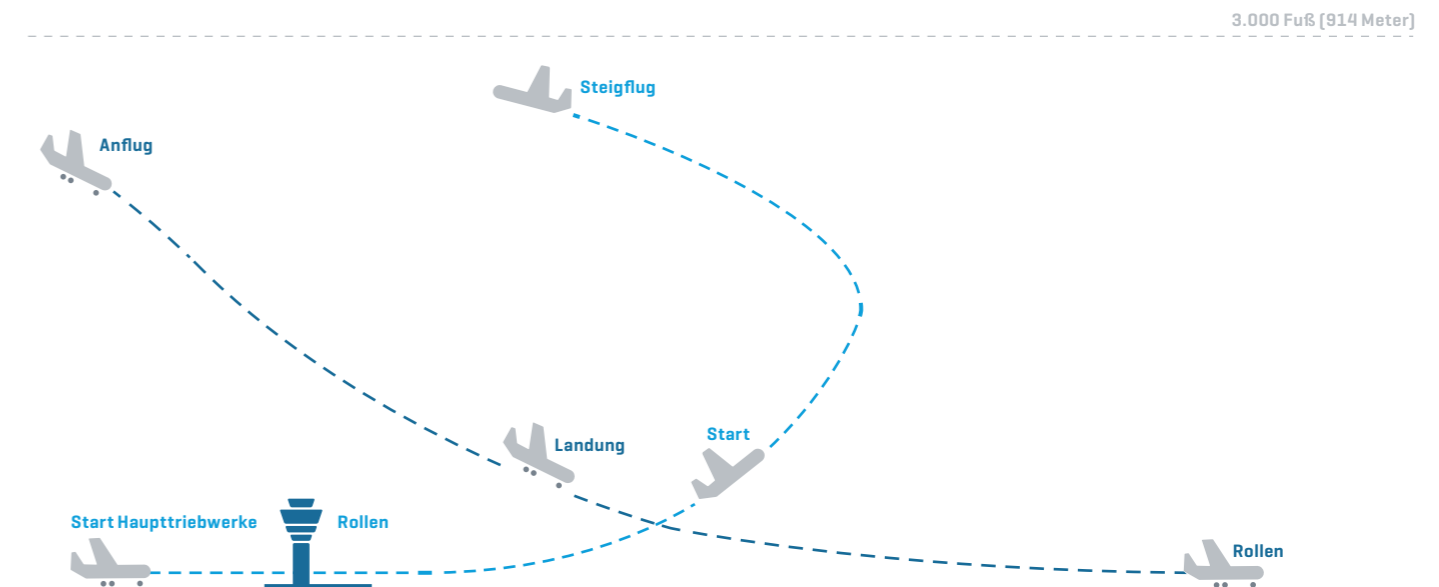 3.000 Fuß (914 Meter)
Steigflug
Anflug
Start
Landung
Start Haupttriebwerke
Rollen
Rollen